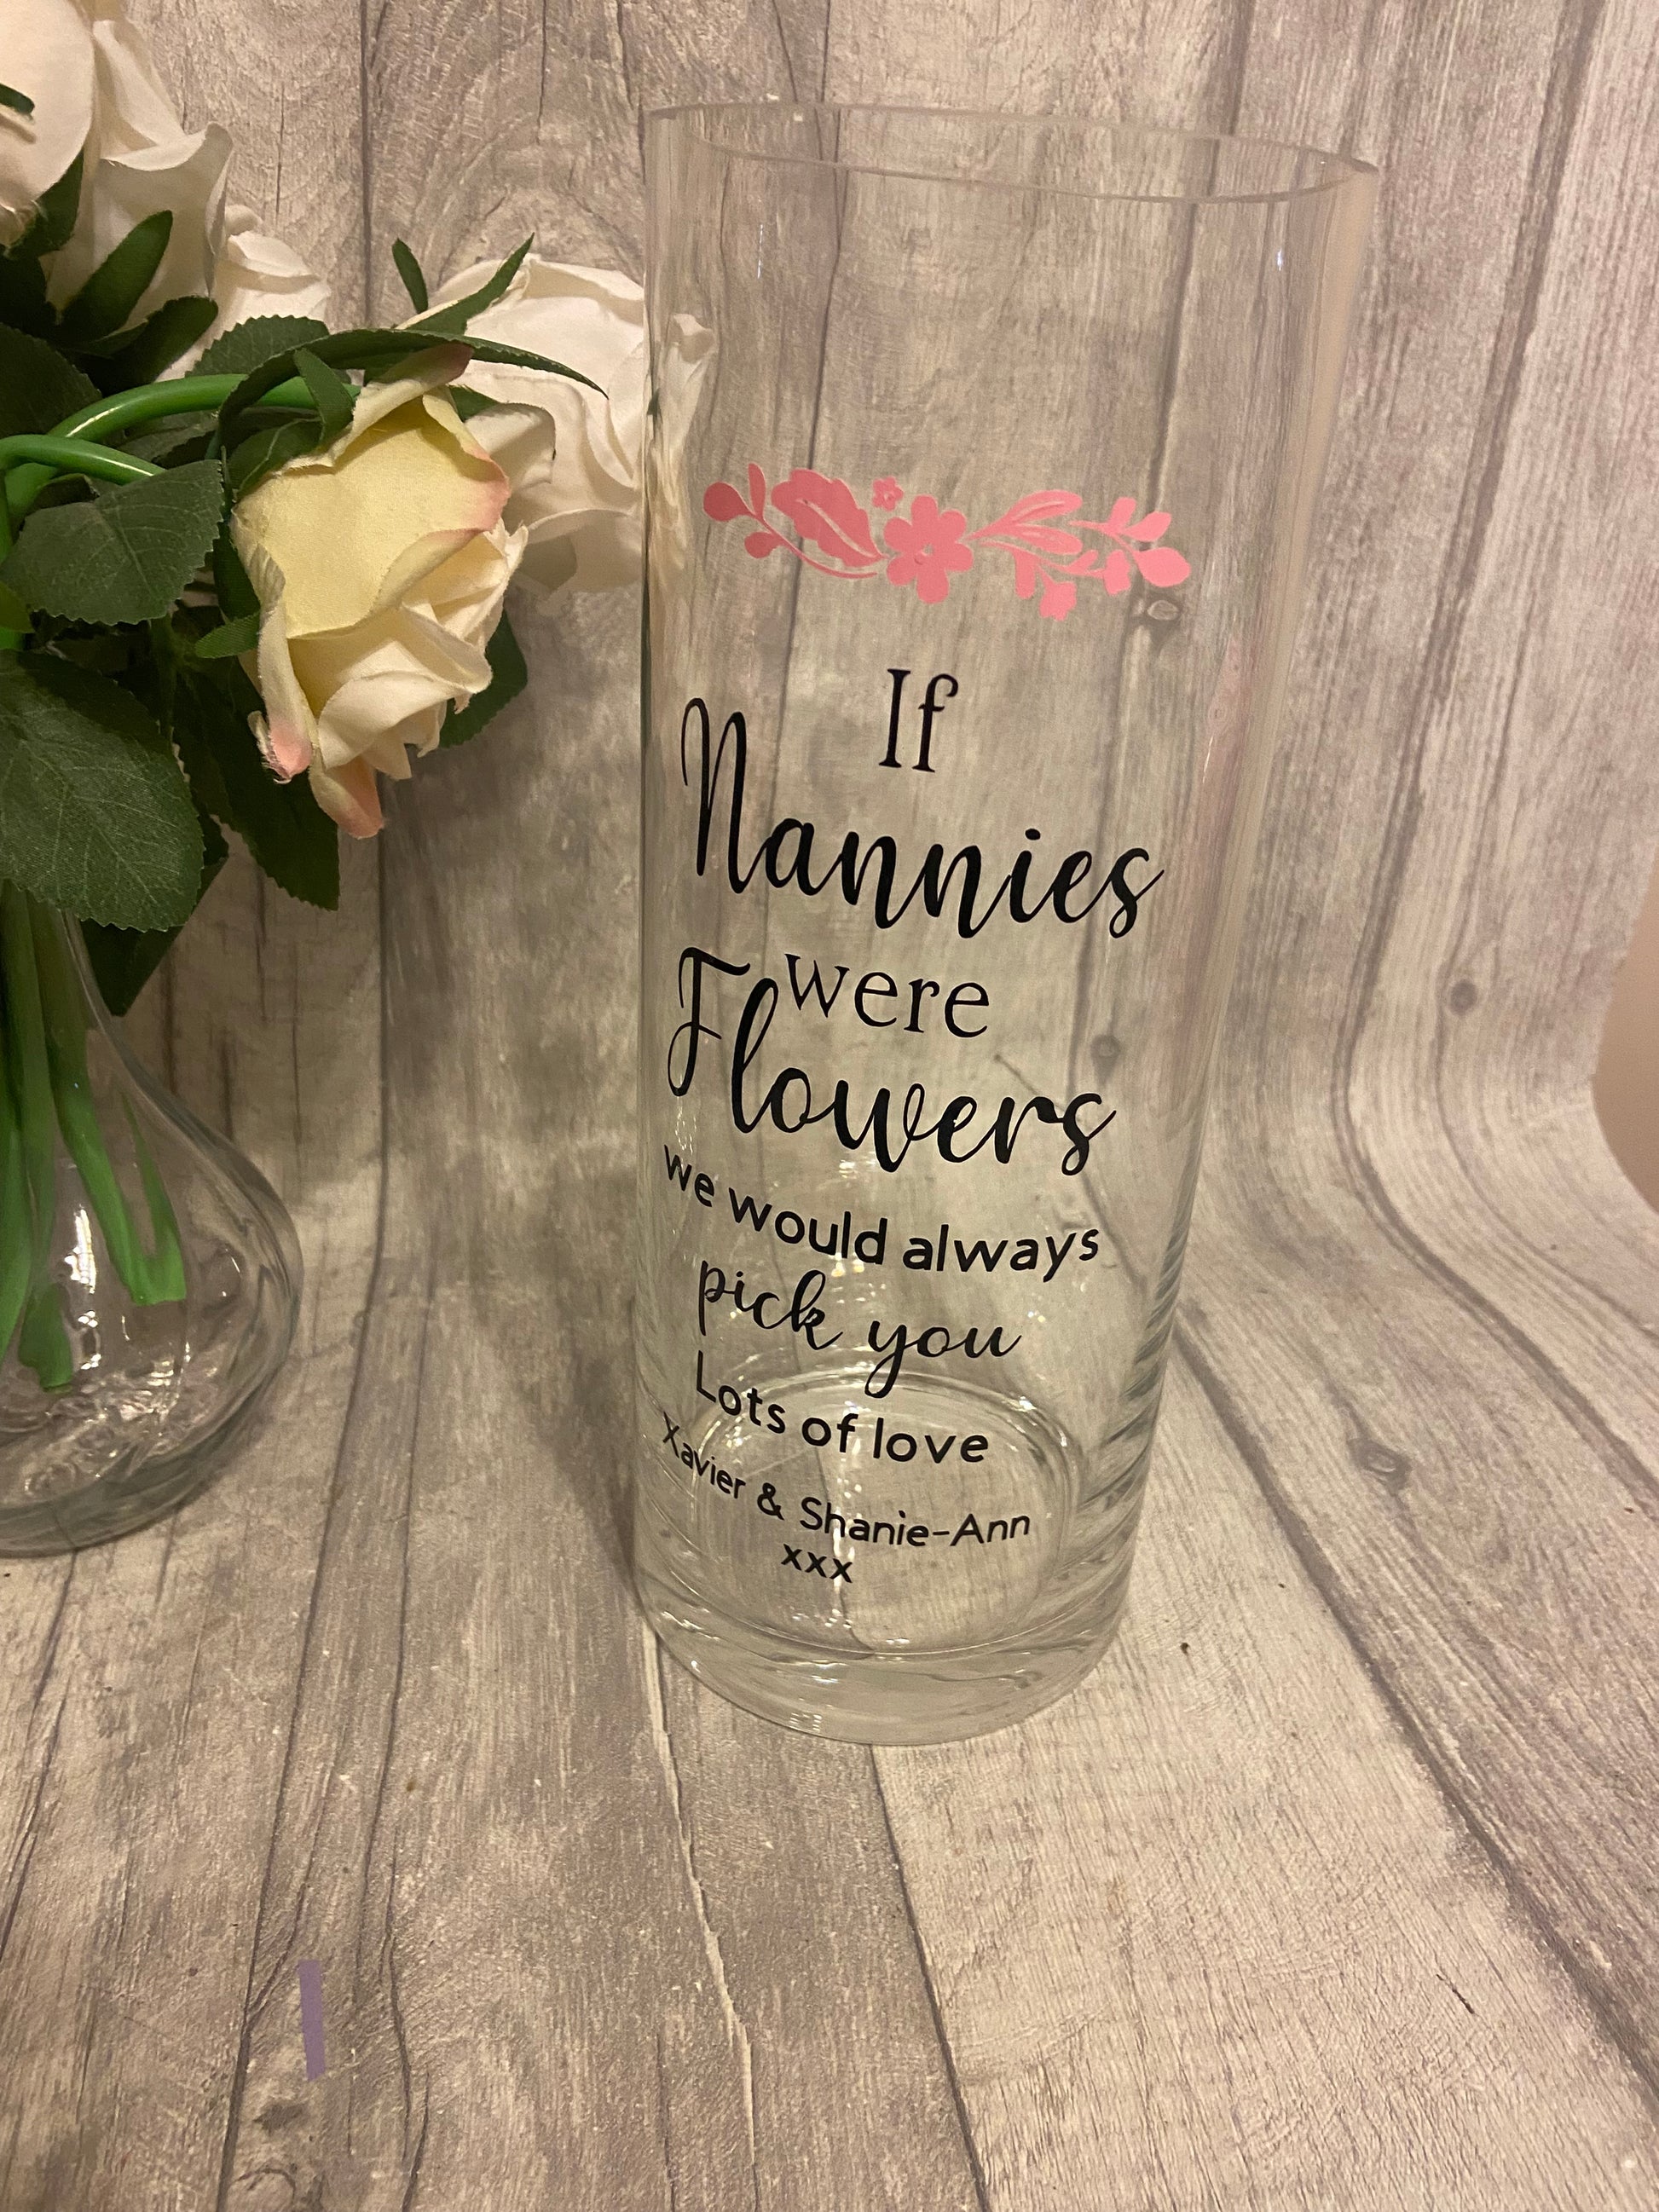 If
Nannies
were
Flowers
we would always
pick you
Lots of love
Xavier & Shanie-Ann
xxx